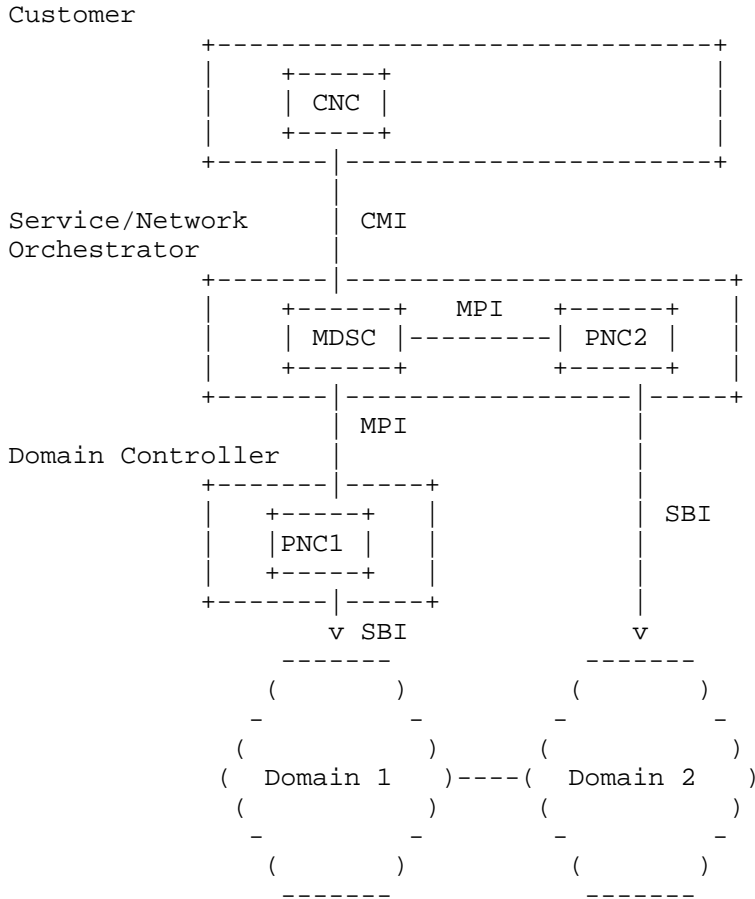 Customer
CNC
CMI
Service/Network
Orchestrator
MPI
MDSC
PNC2
MPI
Domain Controller
SBI
PNC1
v SBI
v
Domain 1
Domain 2